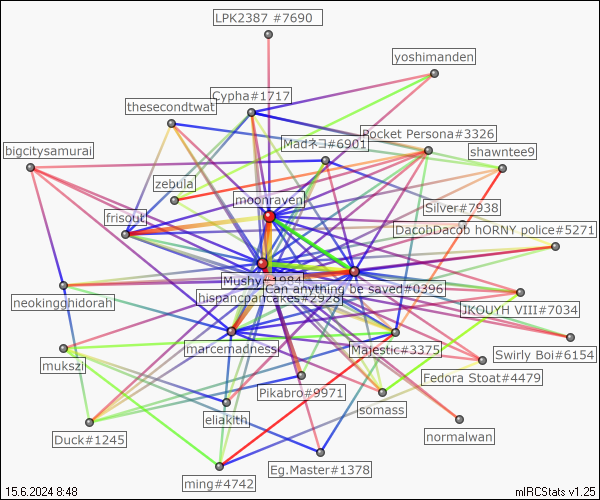 LPK2387 #7690
yoshimanden
Cypha#1717
thesecondtwat
Pocket Persona#3326
Madネコ#6901
shawntee9
bigcitysamurai
zebula
moonraven
Silver#7938
frisout
DacobDacob hORNY police#5271
Mushy#1984
Can anything be saved#0396
hispancpancakes#2928
neokingghidorah
JKOUYH VIII#7034
marcemadness
Majestic#3375
Swirly Boi#6154
mukszi
Fedora Stoat#4479
Pikabro#9971
somass
eliakith
normalwan
Duck#1245
Eg.Master#1378
ming#4742
15.6.2024 8:48
mIRCStats v1.25